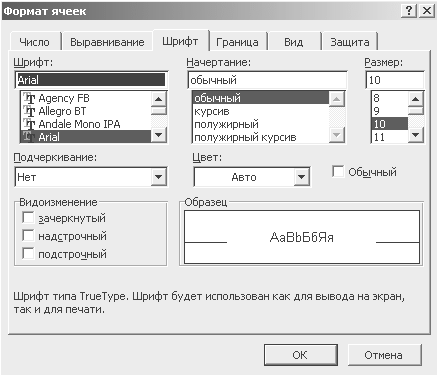 Формат ячеек
Число Выравнивание Шрифт Граница Вид Защита
Шрифт: Начертание: Размер:
Arial обычный 10
Agency FB обычный 8
Allegro BT курсив 9
Andale Mono IPA полужирный 10
Arial полужирный курсив 11
Подчеркивание: Цвет:
Нет Авто Обычный
Видоизменение Образец
зачеркнутый
надстрочный АаВbБбЯя
подстрочный
Шрифт типа TrueType. Шрифт будет использован как для вывода на экран,
так и для печати.
OK Отмена